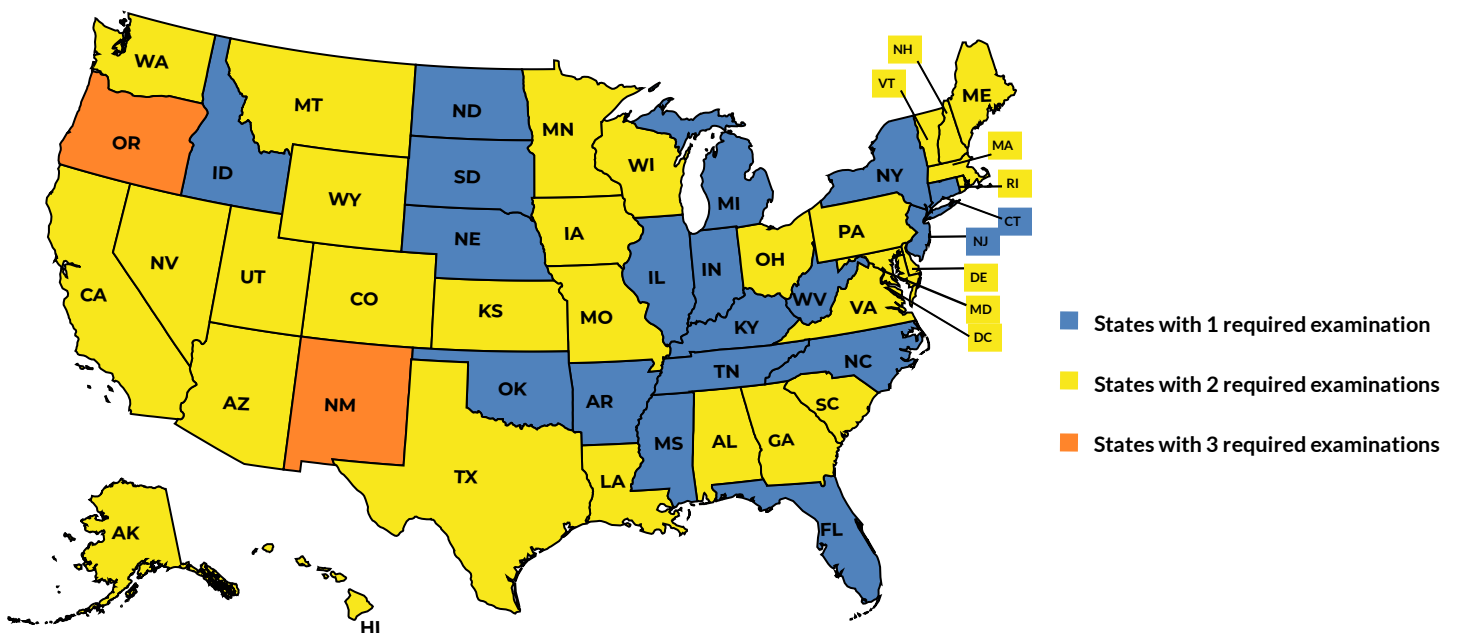 NH
WA
VT
ME
MT
ND
MN
OR
MA
WI
ID
SD
NY
RI
WY
MI
CT
NE
IA
PA
NJ
NV
UT
IL
IN
OH
DE
CA
CO
WV
VA
MD
KS
MO
KY
DC
States with 1 required examination
TN
NC
States with 2 required examinations
OK
AR
AZ
NM
SC
MS
AL
GA
States with 3 required examinations
TX
LA
AK
FL
HI